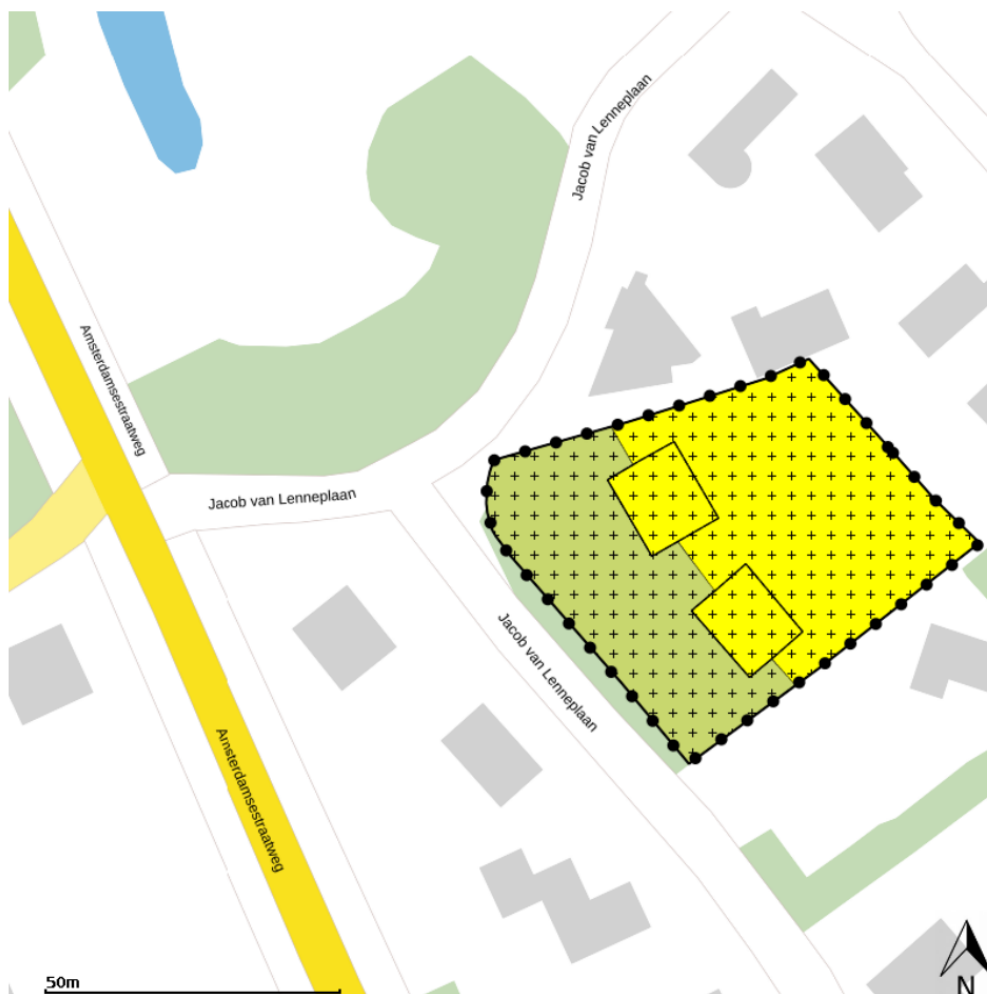 Jacob van Lenneplaan
Amsterdamsestraatweg
Jacob van Lenneplaan
Jacob van Lenneplaan
Amsterdamsestraatweg
50m
N